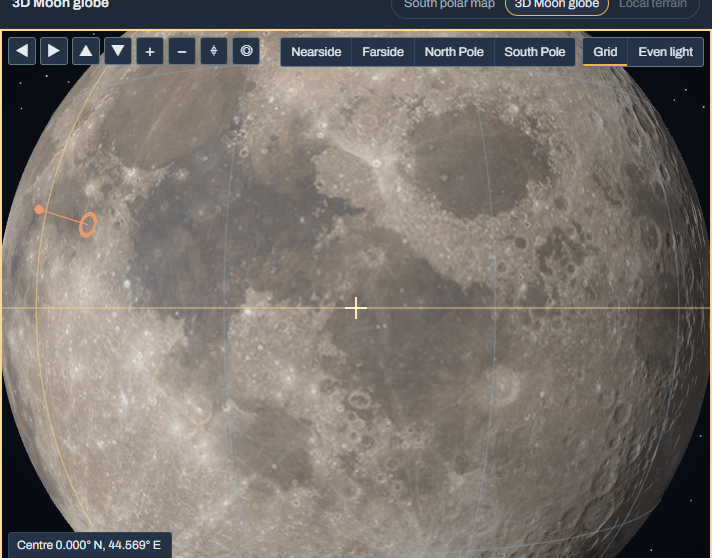 3D Moon globe
South polar map 3D Moon globe Local terrain
Nearside Farside North Pole South Pole Grid Even light
Centre 0.000° N, 44.569° E